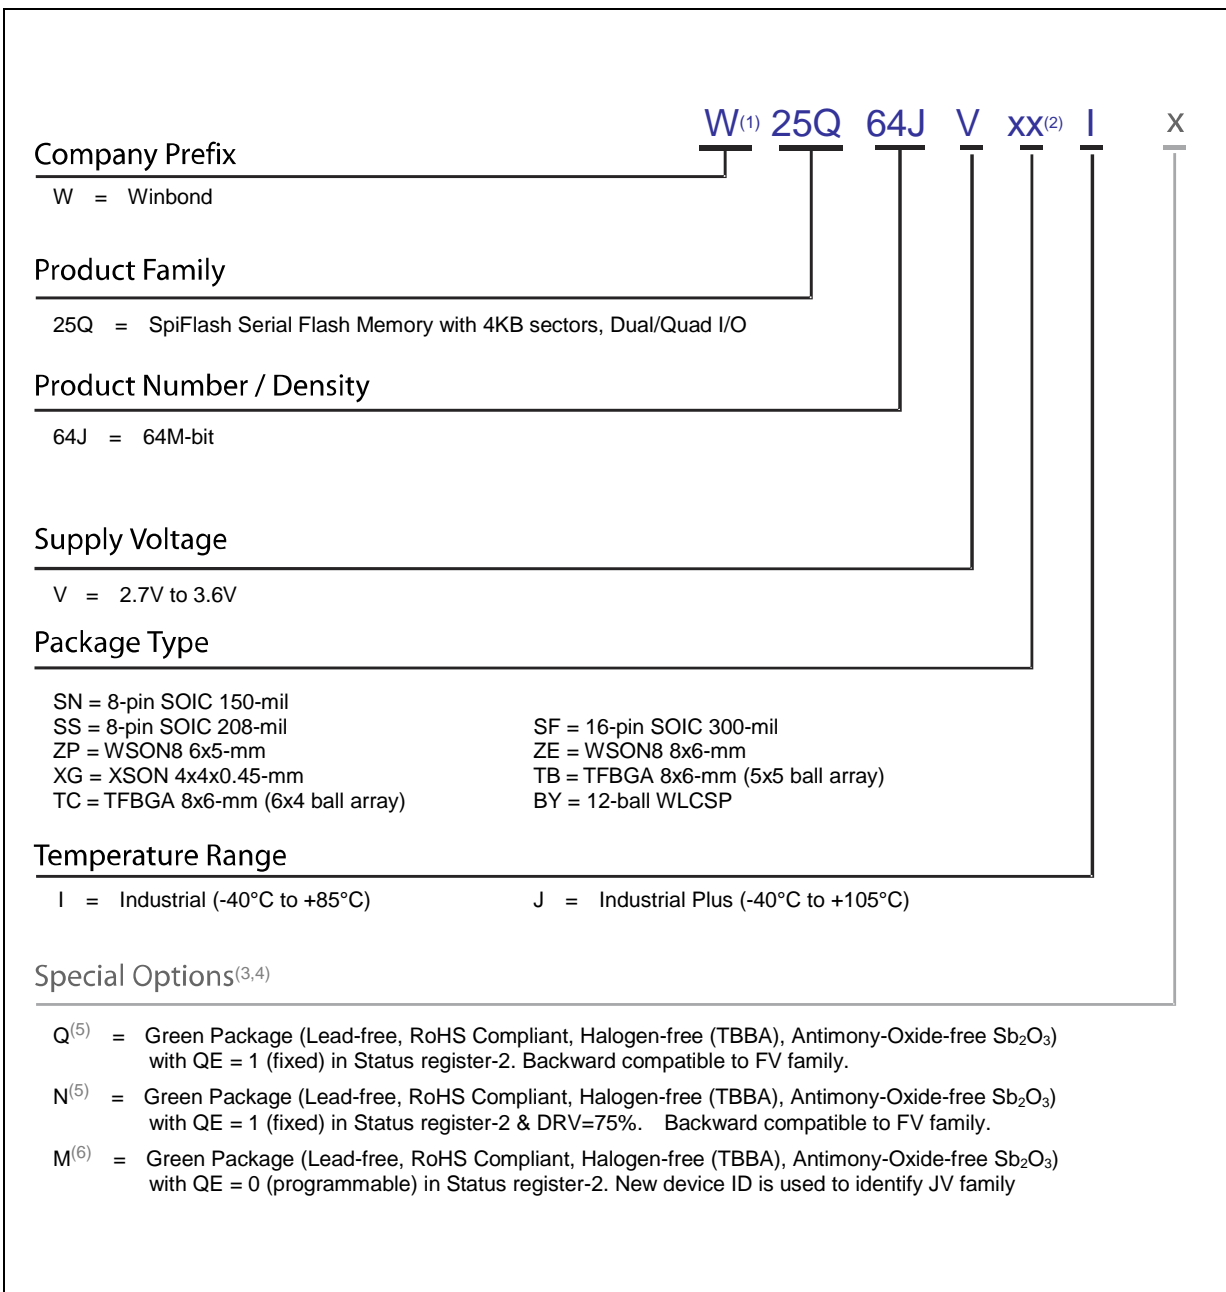 W(1) 25Q 64J V xx(2) I x
Company Prefix
W = Winbond
Product Family
25Q = SpiFlash Serial Flash Memory with 4KB sectors, Dual/Quad I/O
Product Number / Density
64J = 64M-bit
Supply Voltage
V = 2.7V to 3.6V
Package Type
SN = 8-pin SOIC 150-mil
SS = 8-pin SOIC 208-mil SF = 16-pin SOIC 300-mil
ZP = WSON8 6x5-mm ZE = WSON8 8x6-mm
XG = XSON 4x4x0.45-mm TB = TFBGA 8x6-mm (5x5 ball array)
TC = TFBGA 8x6-mm (6x4 ball array) BY = 12-ball WLCSP
Temperature Range
I = Industrial (-40°C to +85°C) J = Industrial Plus (-40°C to +105°C)
Special Options(3,4)
Q(5) = Green Package (Lead-free, RoHS Compliant, Halogen-free (TBBA), Antimony-Oxide-free Sb₂O₃)
with QE = 1 (fixed) in Status register-2. Backward compatible to FV family.
N(5) = Green Package (Lead-free, RoHS Compliant, Halogen-free (TBBA), Antimony-Oxide-free Sb₂O₃)
with QE = 1 (fixed) in Status register-2 & DRV=75%. Backward compatible to FV family.
M(6) = Green Package (Lead-free, RoHS Compliant, Halogen-free (TBBA), Antimony-Oxide-free Sb₂O₃)
with QE = 0 (programmable) in Status register-2. New device ID is used to identify JV family